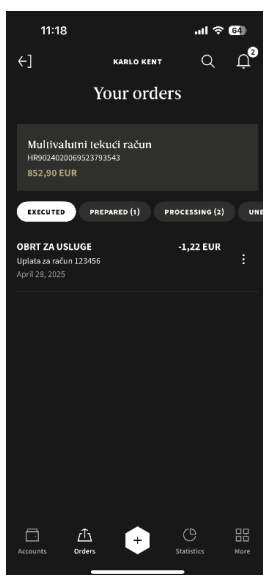 11:18
64
KARLO KENT
2
Your orders
Multivalutni tekući račun
HR9024020069523793543
852,90 EUR
EXECUTED PREPARED (1) PROCESSING (2) UNE
OBRT ZA USLUGE -1,22 EUR
Uplata za račun 123456
April 28, 2025
Accounts Orders Statistics More